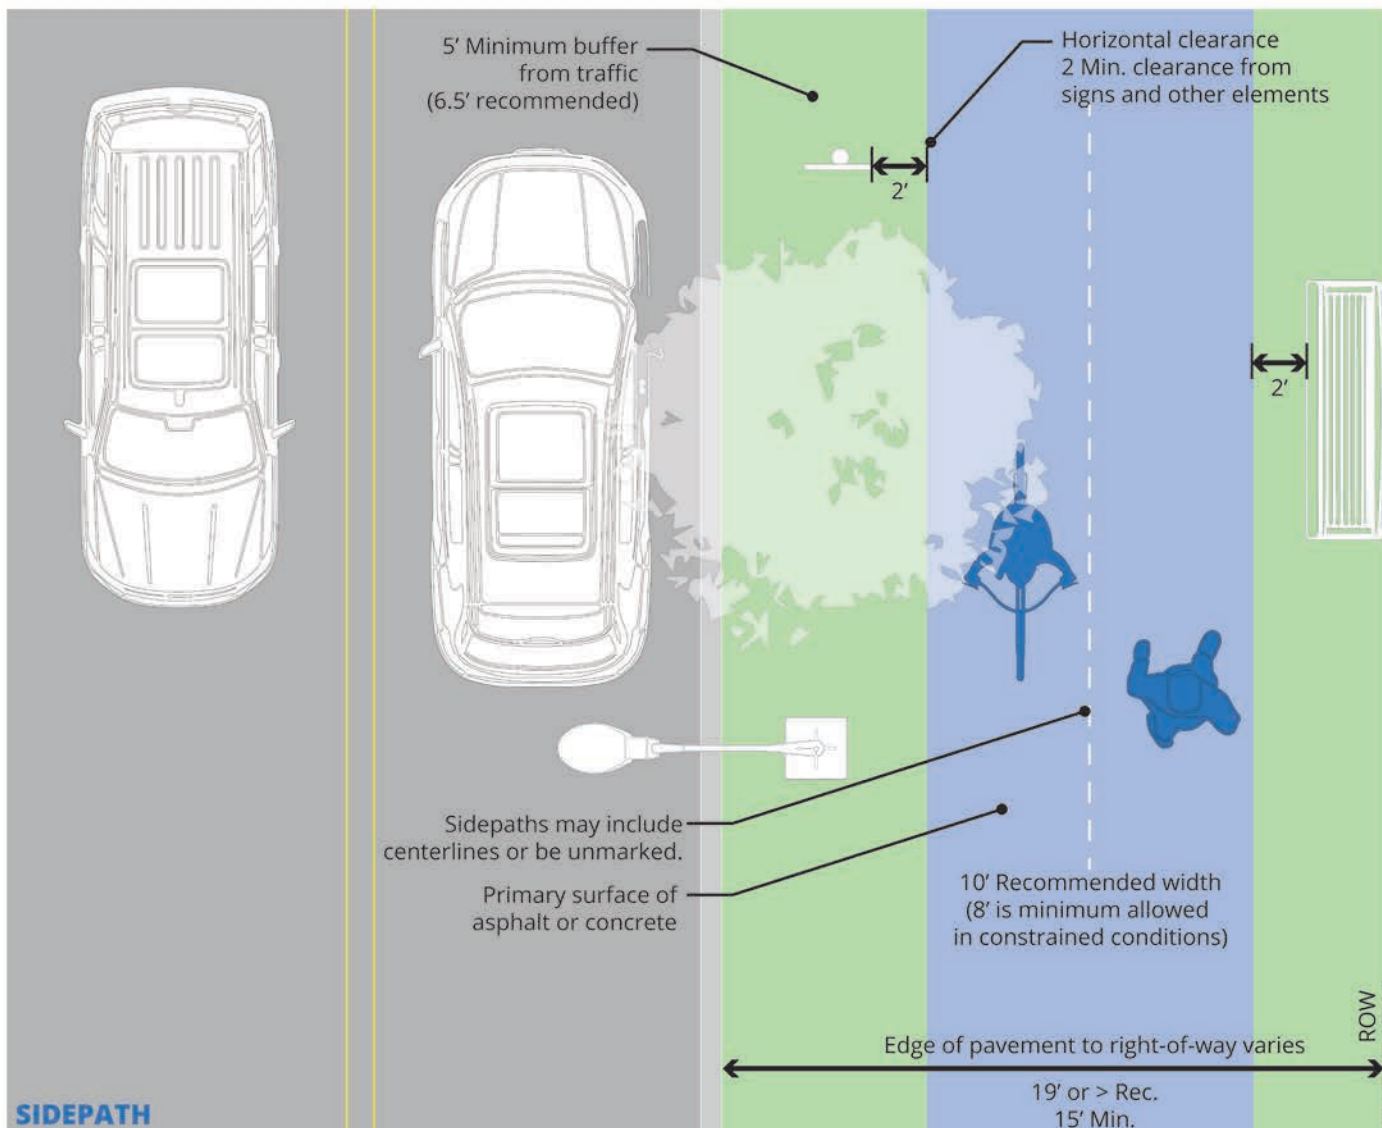 5’ Minimum buffer
from traffic
(6.5’ recommended)
Horizontal clearance
2 Min. clearance from
signs and other elements
2’
2’
Sidepaths may include
centerlines or be unmarked.
Primary surface of
asphalt or concrete
10’ Recommended width
(8’ is minimum allowed
in constrained conditions)
ROW
Edge of pavement to right-of-way varies
19’ or > Rec.
15’ Min.
SIDEPATH